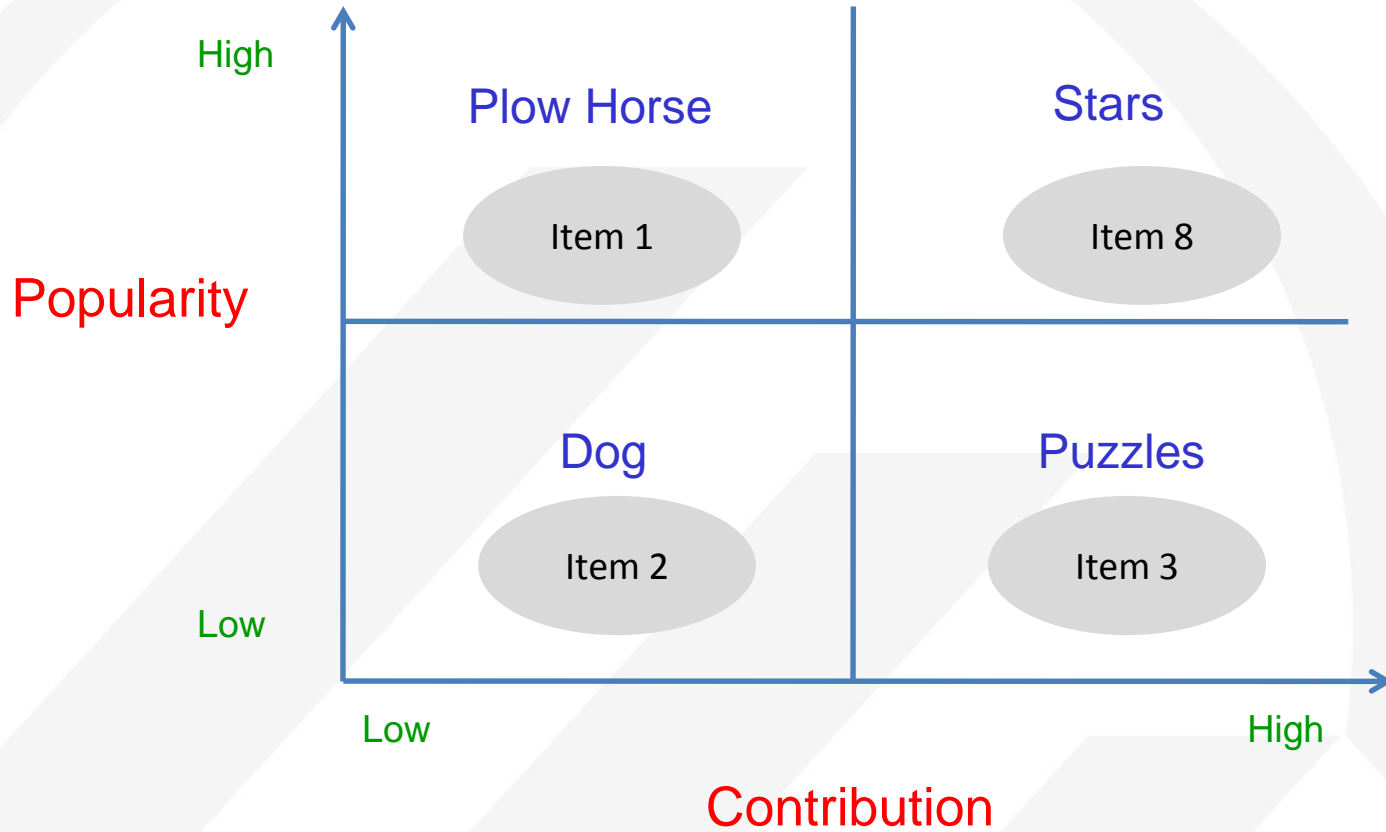 High
Plow Horse
Stars
Item 1
Item 8
Popularity
Dog
Puzzles
Item 2
Item 3
Low
Low
High
Contribution